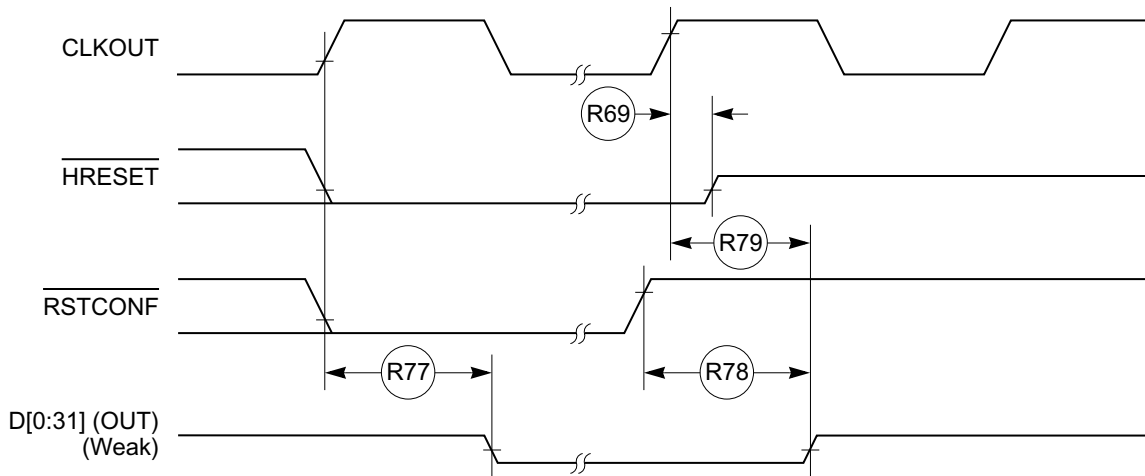 CLKOUT
R69
HRESET
R79
RSTCONF
R77
R78
D[0:31] (OUT)
(Weak)